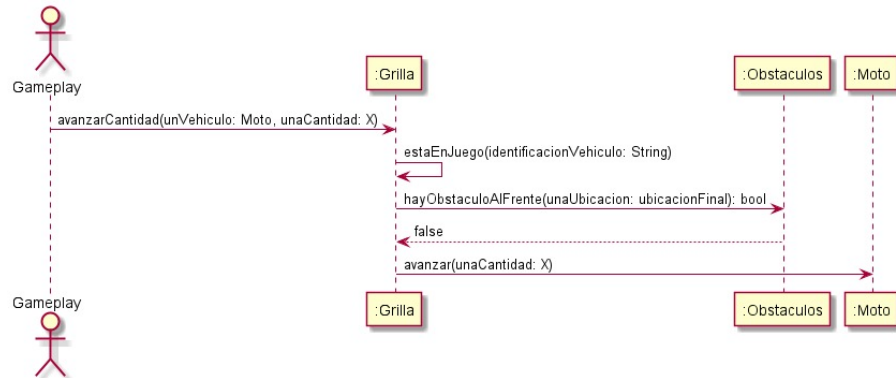 :Grilla
:Obstaculos
:Moto
Gameplay
avanzarCantidad(unVehiculo: Moto, unaCantidad: X)
estaEnJuego(identificacionVehiculo: String)
hayObstaculoAlFrente(unaUbicacion: ubicacionFinal): bool
false
avanzar(unaCantidad: X)
Gameplay
:Grilla
:Obstaculos
:Moto